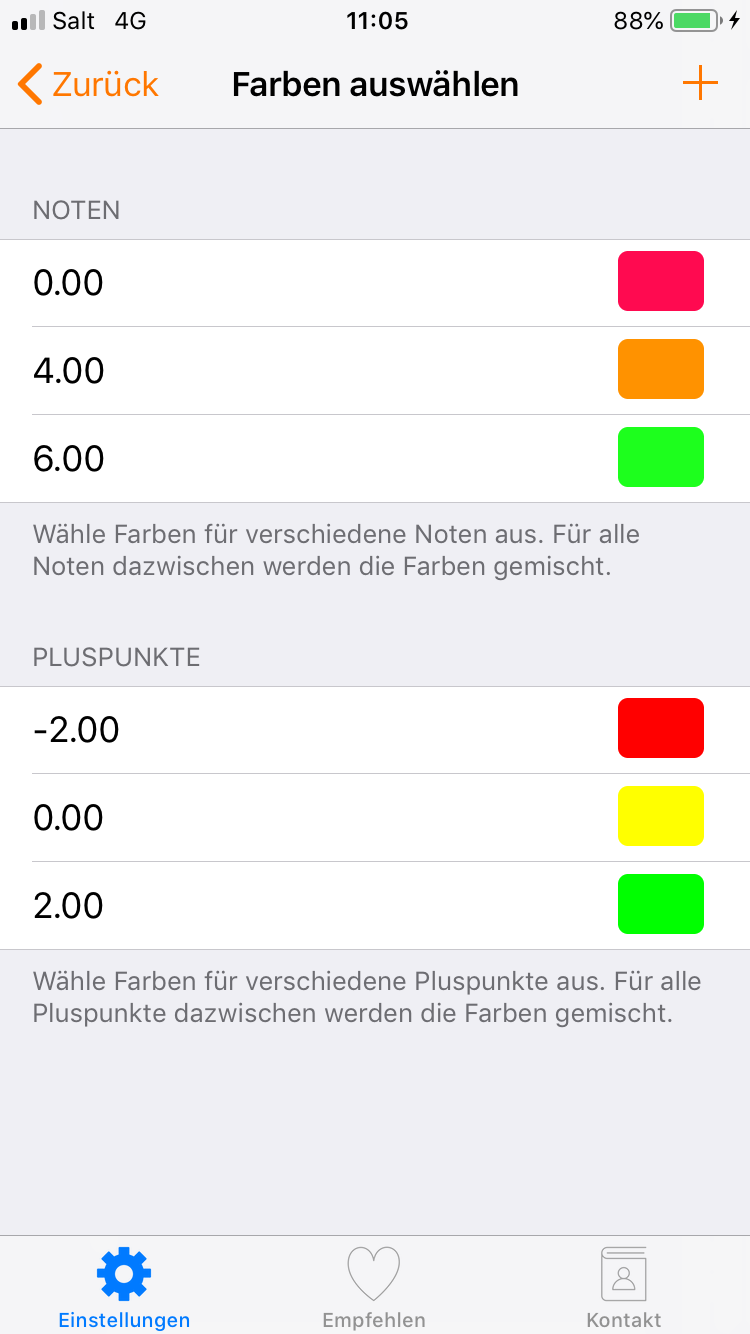 Salt 4G 11:05 88%
Zurück Farben auswählen
NOTEN
0.00
4.00
6.00
Wähle Farben für verschiedene Noten aus. Für alle
Noten dazwischen werden die Farben gemischt.
PLUSPUNKTE
-2.00
0.00
2.00
Wähle Farben für verschiedene Pluspunkte aus. Für alle
Pluspunkte dazwischen werden die Farben gemischt.
Einstellungen Empfehlen Kontakt